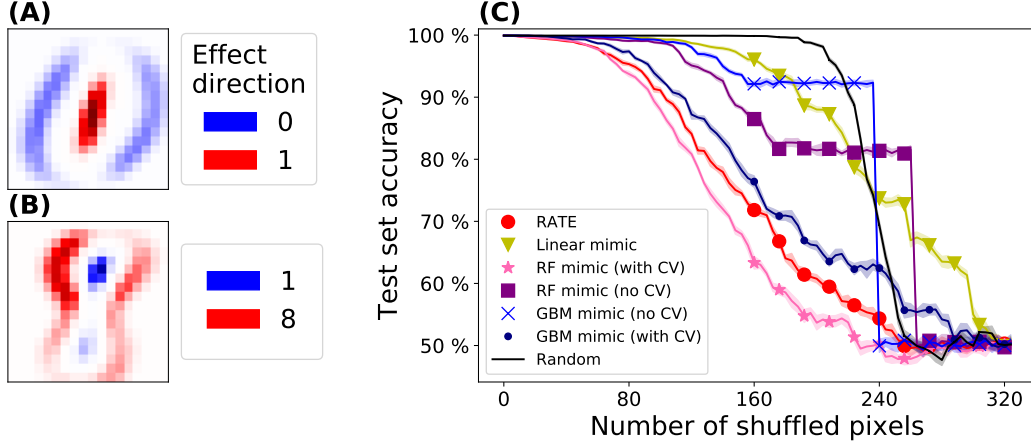 (A)
Effect
direction
0
1
(B)
1
8
(C)
100 %
90 %
80 %
70 %
60 %
50 %
Test set accuracy
RATE
Linear mimic
RF mimic (with CV)
RF mimic (no CV)
GBM mimic (no CV)
GBM mimic (with CV)
Random
0 80 160 240 320
Number of shuffled pixels